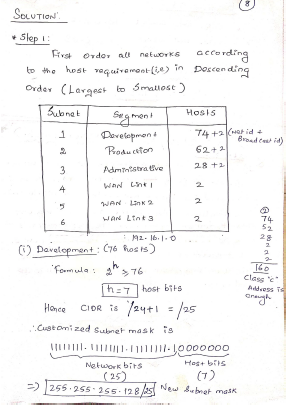 8
SOLUTION:
* Step 1:
First order all networks according
to the host requirement (i.e) in Descending
Order (Largest to Smallest)
Subnet Segment Hosts
1 Development 74+2 (Net id +
2 Production 52+2 Broadcast id)
3 Administrative 28+2
4 WAN Link 1 2
5 WAN Link 2 2
6 WAN Link 3 2
192.16.1.0
(i) Development: (76 hosts)
Formula: 2^h ≥ 76
h=7 host bits
Hence CIDR is /24+1 = /25
∴ Customized subnet mask is
11111111.11111111.11111111.10000000
Network bits Host bits
(25) (7)
=> 255.255.255.128/25 New subnet mask
74
52
28
2
2
2
160
Class "C"
Address is
enough